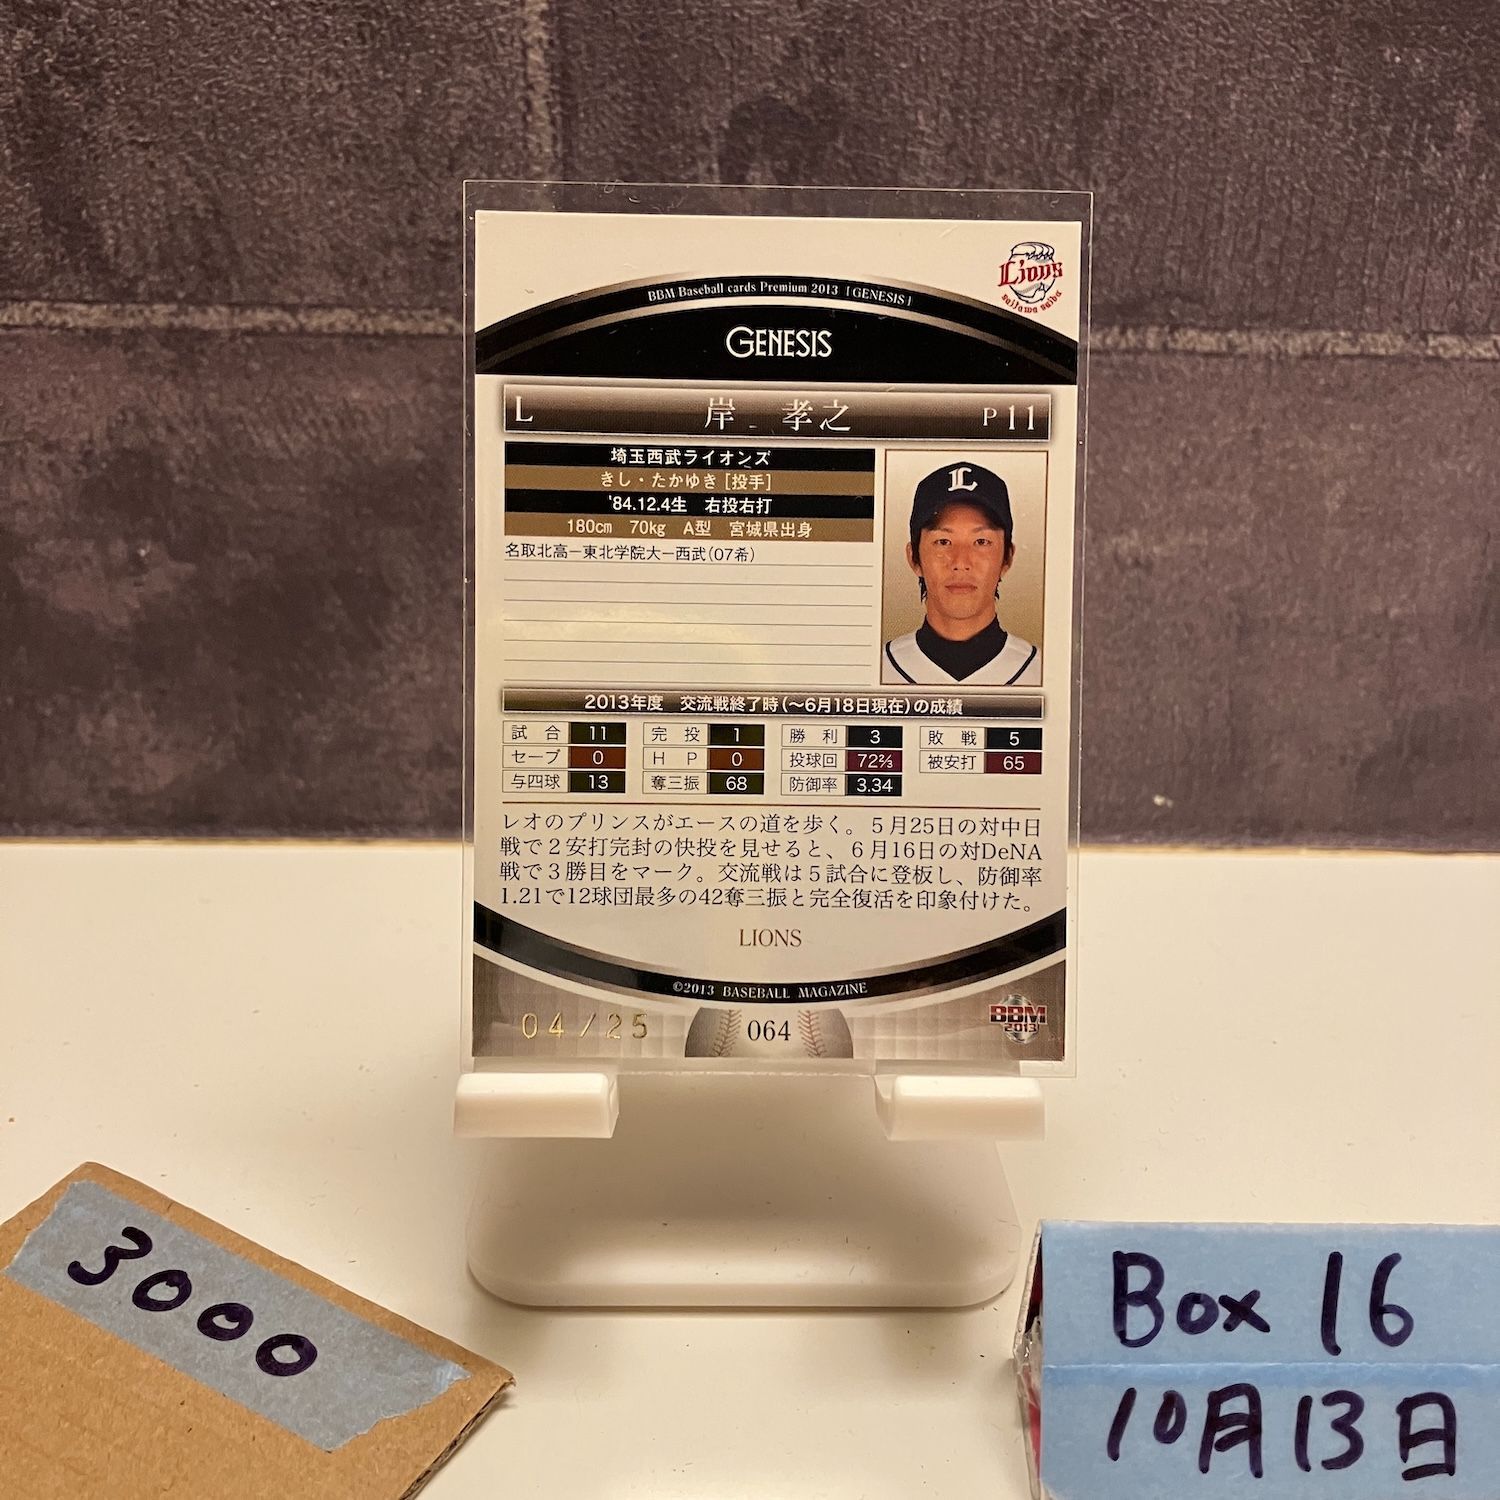 Lions
saitama seibu
BBM Baseball cards Premium 2013 [GENESIS]
GENESIS
L 岸 孝之 P 11
埼玉西武ライオンズ
きし・たかゆき [投手]
'84.12.4生 右投右打
180㎝ 70㎏ A型 宮城県出身
名取北高ー東北学院大ー西武(07希)
L
2013年度 交流戦終了時(〜6月18日現在)の成績
試合 11 完投 1 勝利 3 敗戦 5
セーブ 0 HP 0 投球回 72⅔ 被安打 65
与四球 13 奪三振 68 防御率 3.34
レオのプリンスがエースの道を歩く。5月25日の対中日
戦で2安打完封の快投を見せると、6月16日の対DeNA
戦で3勝目をマーク。交流戦は5試合に登板し、防御率
1.21で12球団最多の42奪三振と完全復活を印象付けた。
LIONS
©2013 BASEBALL MAGAZINE
04/25 064 BBM
2013
3000
Box 16
10月13日